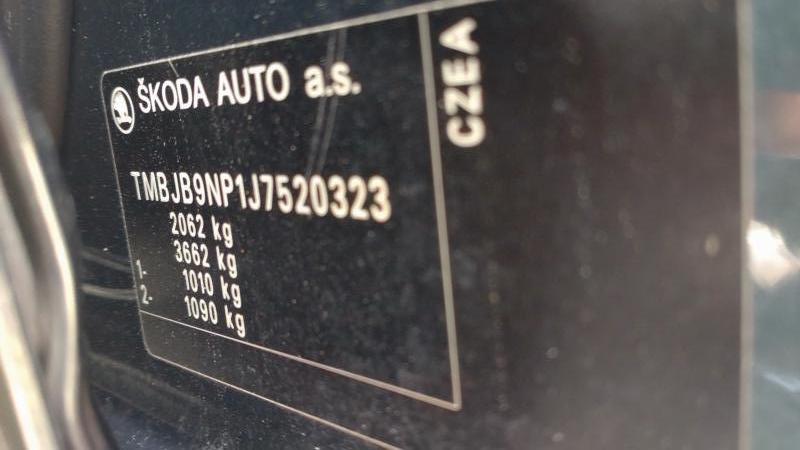 ŠKODA AUTO a.s.
TMBJB9NP1J7520323
2062 kg
3662 kg
1- 1010 kg
2- 1090 kg
CZEA